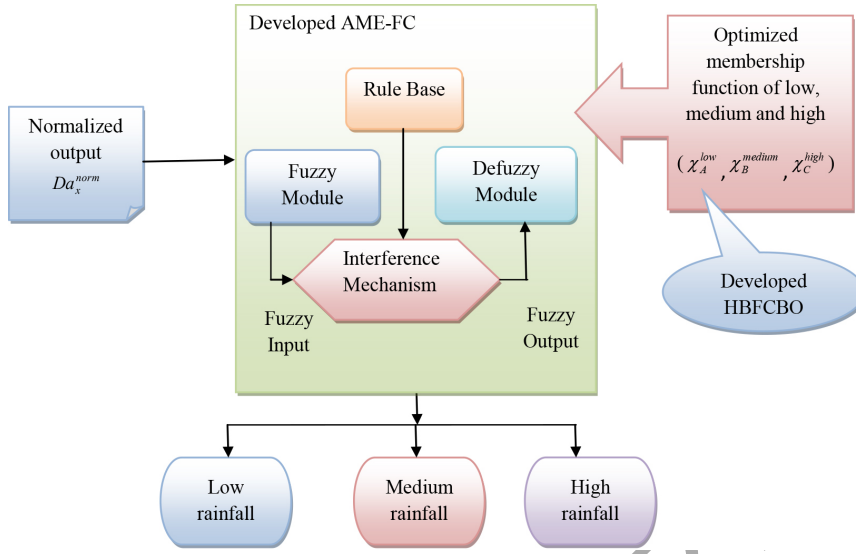 Developed AME-FC
Optimized
membership
function of low,
medium and high
( χ_A^low , χ_B^medium , χ_C^high )
Normalized
output
Da_x^norm
Rule Base
Fuzzy
Module
Defuzzy
Module
Interference
Mechanism
Fuzzy
Input
Fuzzy
Output
Developed
HBFCBO
Low
rainfall
Medium
rainfall
High
rainfall